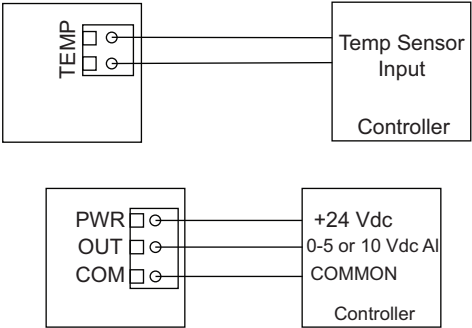 TEMP
Temp Sensor
Input
Controller
PWR
+24 Vdc
OUT
0-5 or 10 Vdc AI
COM
COMMON
Controller